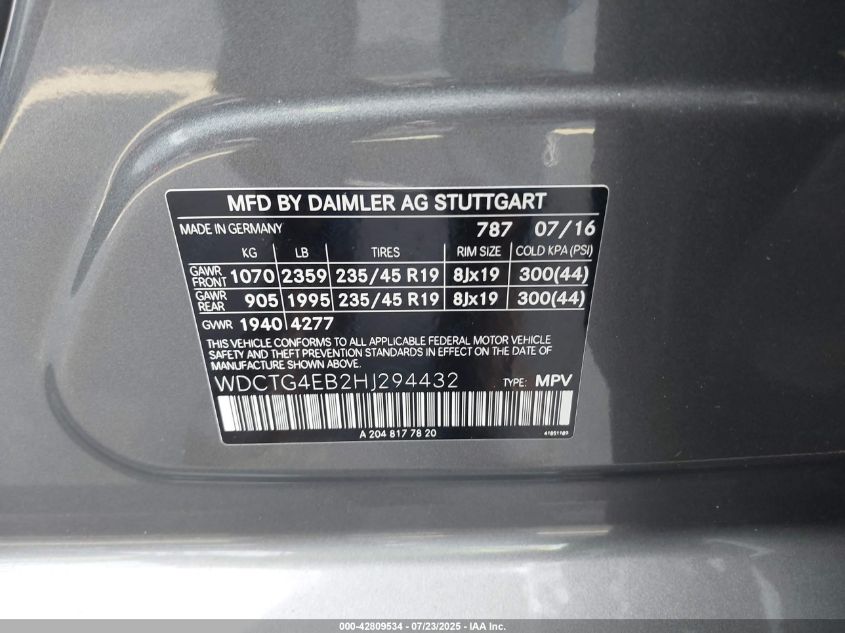 MFD BY DAIMLER AG STUTTGART
MADE IN GERMANY 787 07/16
KG LB TIRES RIM SIZE COLD KPA (PSI)
GAWR FRONT 1070 2359 235/45 R19 8Jx19 300(44)
GAWR REAR 905 1995 235/45 R19 8Jx19 300(44)
GVWR 1940 4277
THIS VEHICLE CONFORMS TO ALL APPLICABLE FEDERAL MOTOR VEHICLE
SAFETY AND THEFT PREVENTION STANDARDS IN EFFECT ON THE DATE
OF MANUFACTURE SHOWN ABOVE.
WDCTG4EB2HJ294432 TYPE: MPV
A 204 817 78 20
000-42809534 - 07/23/2025 - IAA Inc.